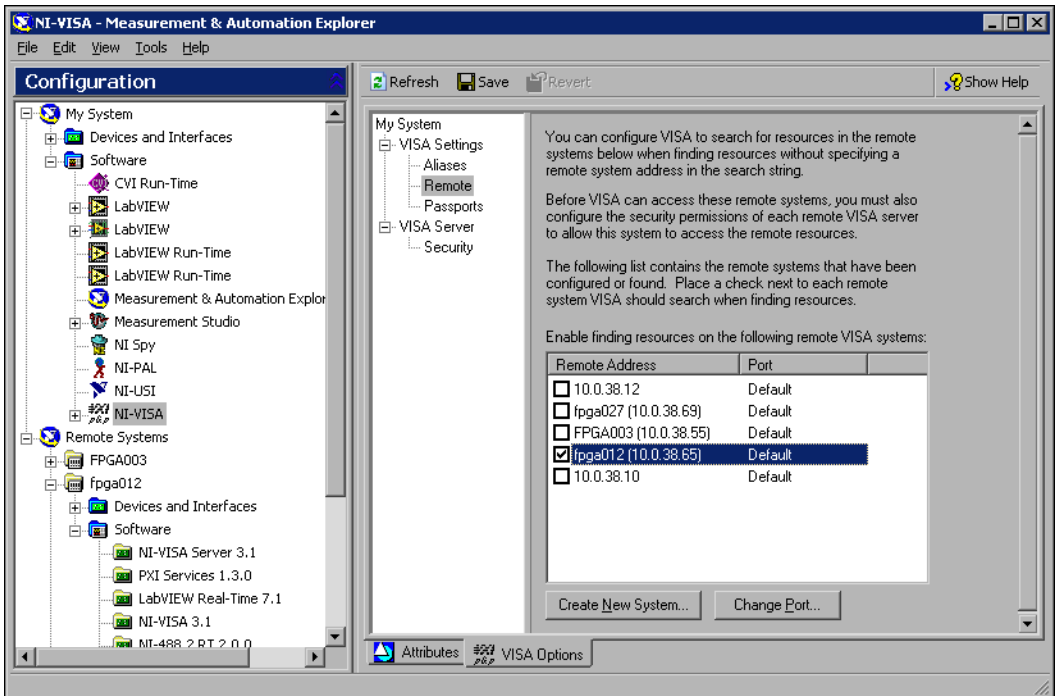 NI-VISA - Measurement & Automation Explorer
File Edit View Tools Help
Configuration
My System
Devices and Interfaces
Software
CVI Run-Time
LabVIEW
LabVIEW
LabVIEW Run-Time
LabVIEW Run-Time
Measurement & Automation Explor
Measurement Studio
NI Spy
NI-PAL
NI-USI
NI-VISA
Remote Systems
FPGA003
fpga012
Devices and Interfaces
Software
NI-VISA Server 3.1
PXI Services 1.3.0
LabVIEW Real-Time 7.1
NI-VISA 3.1
NI-488.2 RT 2.0.0
Refresh Save Revert Show Help
My System
VISA Settings
Aliases
Remote
Passports
VISA Server
Security
You can configure VISA to search for resources in the remote
systems below when finding resources without specifying a
remote system address in the search string.
Before VISA can access these remote systems, you must also
configure the security permissions of each remote VISA server
to allow this system to access the remote resources.
The following list contains the remote systems that have been
configured or found. Place a check next to each remote
system VISA should search when finding resources.
Enable finding resources on the following remote VISA systems:
Remote Address Port
10.0.38.12 Default
fpga027 (10.0.38.69) Default
FPGA003 (10.0.38.55) Default
fpga012 (10.0.38.65) Default
10.0.38.10 Default
Create New System... Change Port...
Attributes VISA Options